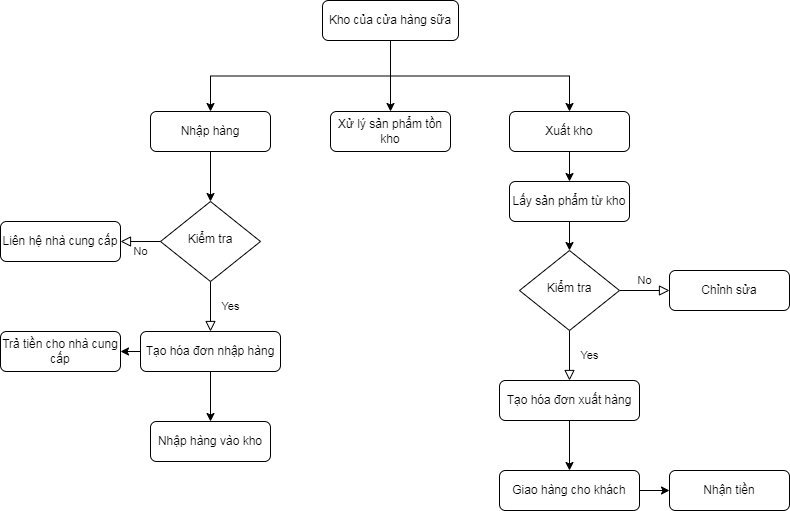 Kho của cửa hàng sữa
Nhập hàng
Xử lý sản phẩm tồn
kho
Xuất kho
Lấy sản phẩm từ kho
Kiểm tra
Liên hệ nhà cung cấp
No
Kiểm tra
No
Chỉnh sửa
Yes
Trả tiền cho nhà cung
cấp
Tạo hóa đơn nhập hàng
Yes
Tạo hóa đơn xuất hàng
Nhập hàng vào kho
Giao hàng cho khách
Nhận tiền